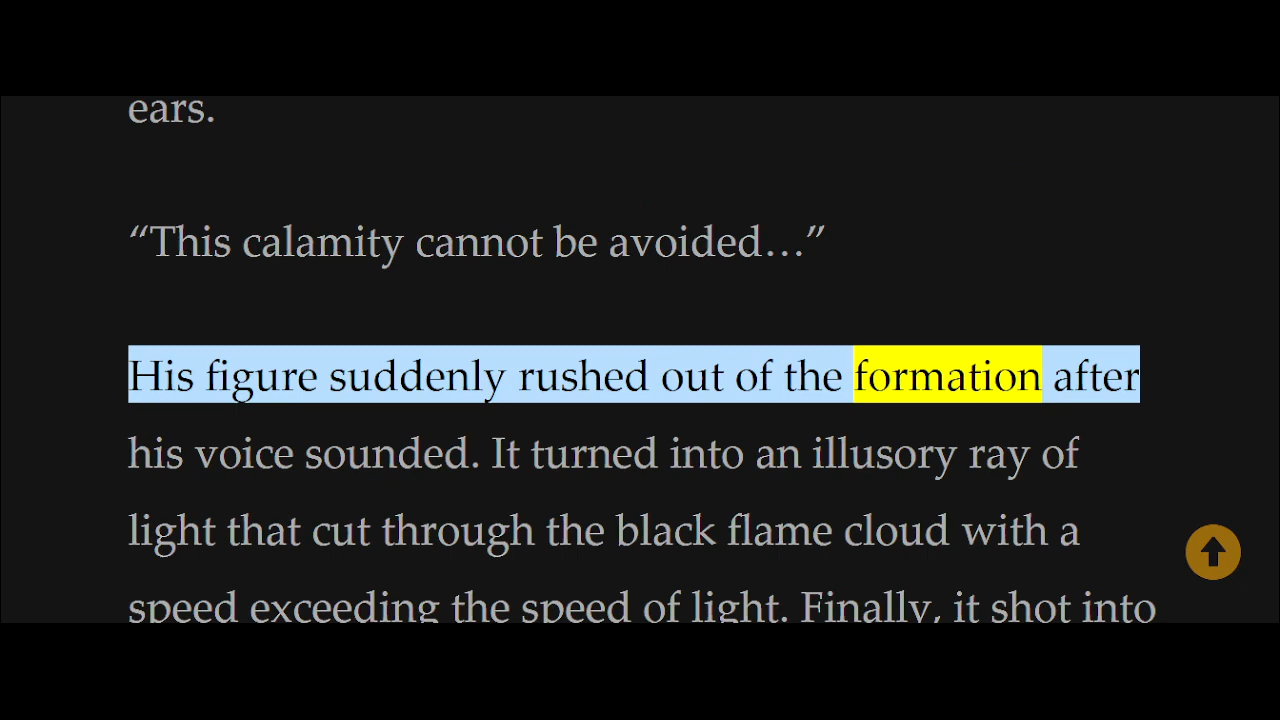 ears.
“This calamity cannot be avoided…”
His figure suddenly rushed out of the formation after
his voice sounded. It turned into an illusory ray of
light that cut through the black flame cloud with a
speed exceeding the speed of light. Finally, it shot into